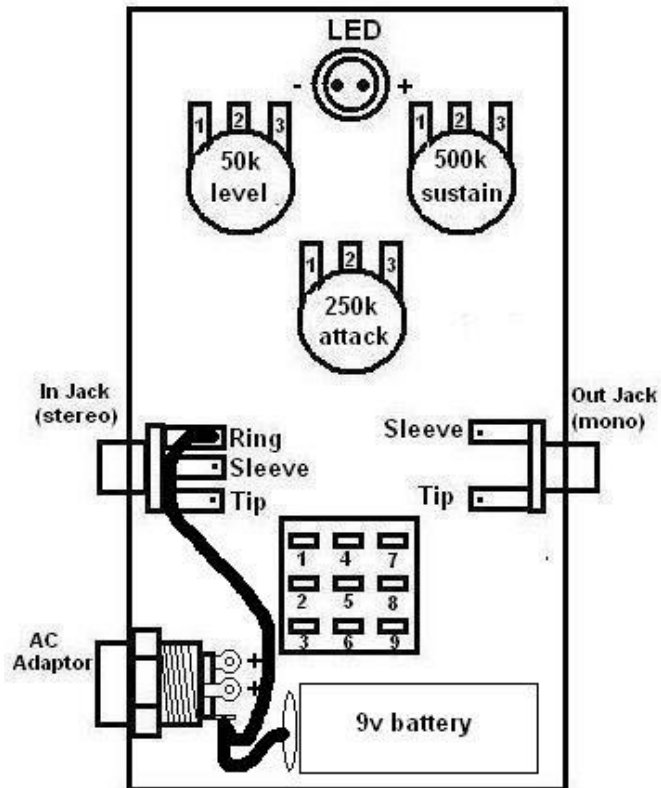 LED
- +
1 2 3
50k
level
1 2 3
500k
sustain
1 2 3
250k
attack
In Jack
(stereo)
Ring
Sleeve
Tip
Out Jack
(mono)
Sleeve
Tip
1 4 7
2 5 8
3 6 9
AC
Adaptor
+
+
-
9v battery